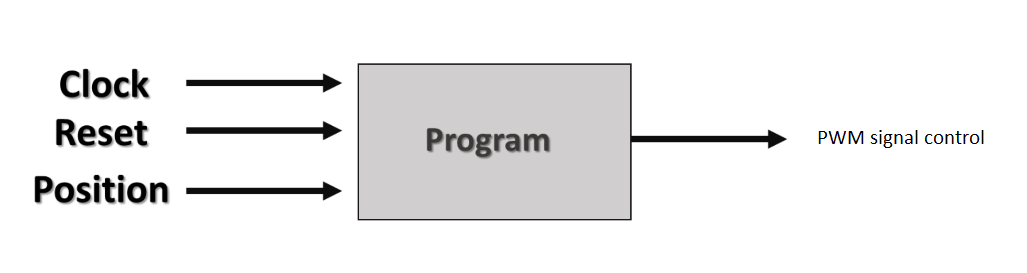 Clock
Reset
Position
Program
PWM signal control